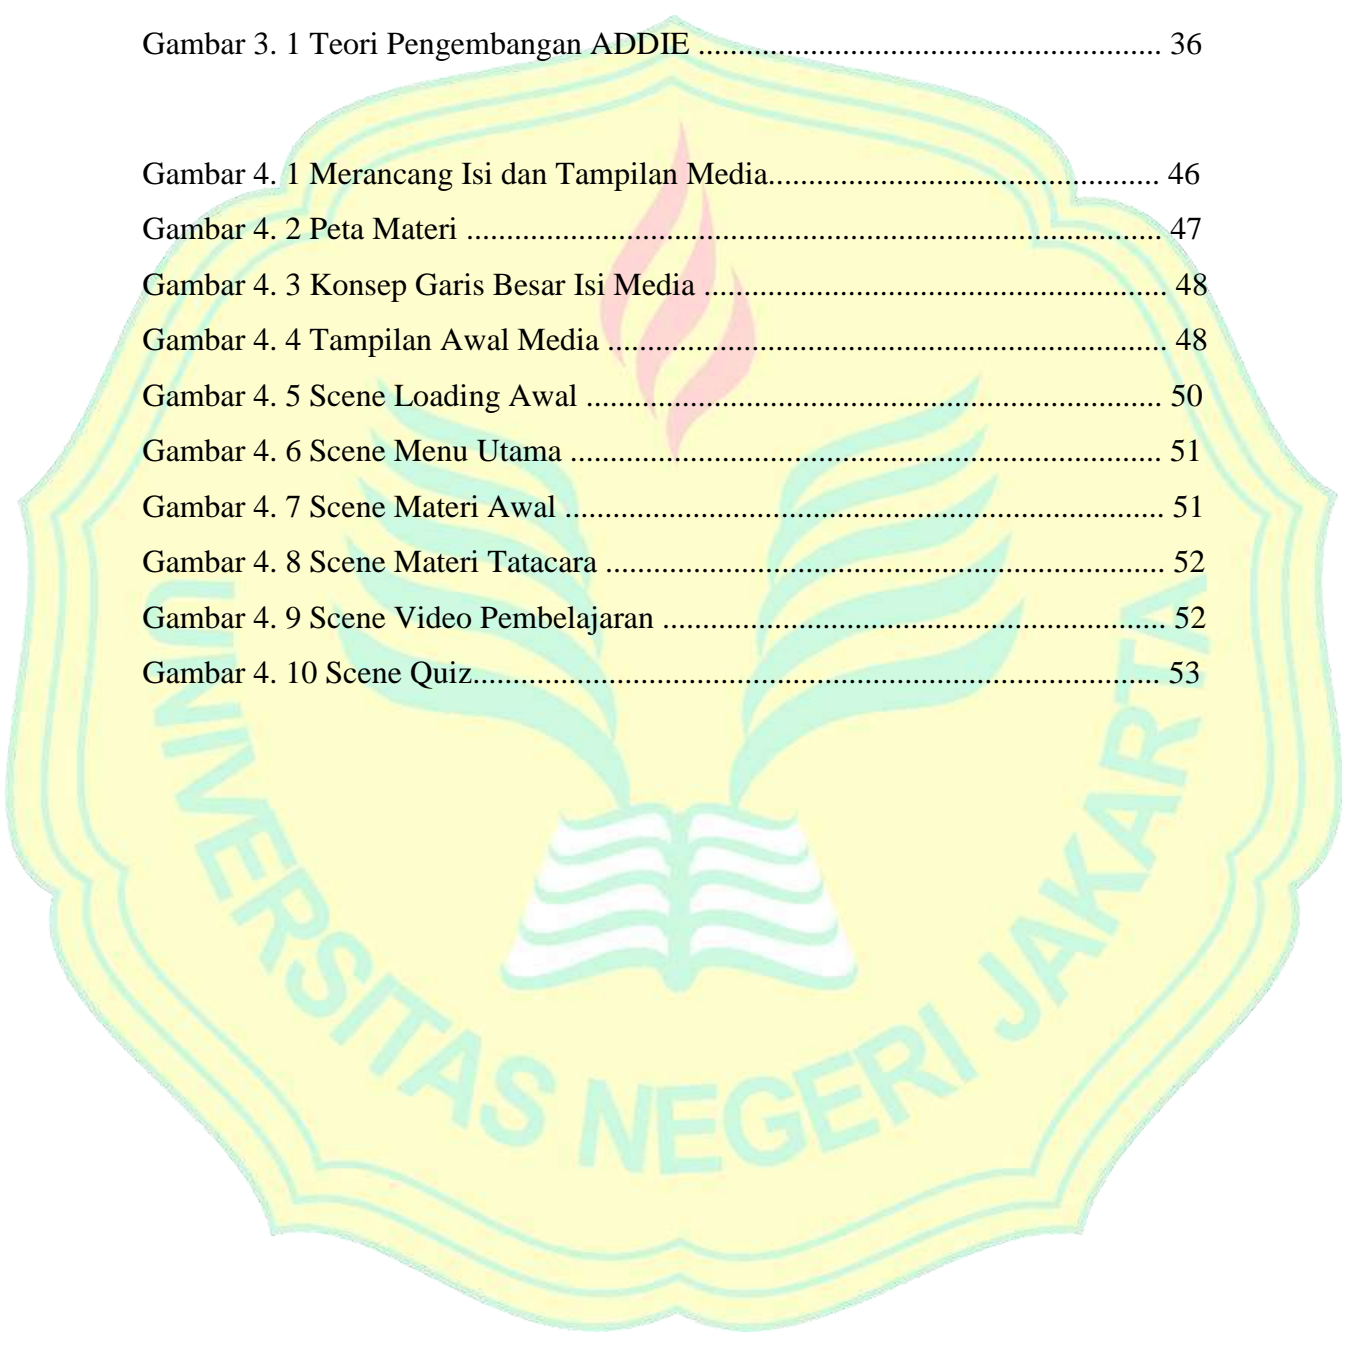 Gambar 3. 1 Teori Pengembangan ADDIE .......................................................... 36
Gambar 4. 1 Merancang Isi dan Tampilan Media................................................. 46
Gambar 4. 2 Peta Materi ....................................................................................... 47
Gambar 4. 3 Konsep Garis Besar Isi Media .......................................................... 48
Gambar 4. 4 Tampilan Awal Media ...................................................................... 48
Gambar 4. 5 Scene Loading Awal ........................................................................ 50
Gambar 4. 6 Scene Menu Utama .......................................................................... 51
Gambar 4. 7 Scene Materi Awal ........................................................................... 51
Gambar 4. 8 Scene Materi Tatacara ...................................................................... 52
Gambar 4. 9 Scene Video Pembelajaran ............................................................... 52
Gambar 4. 10 Scene Quiz...................................................................................... 53
UNIVERSITAS NEGERI JAKARTA